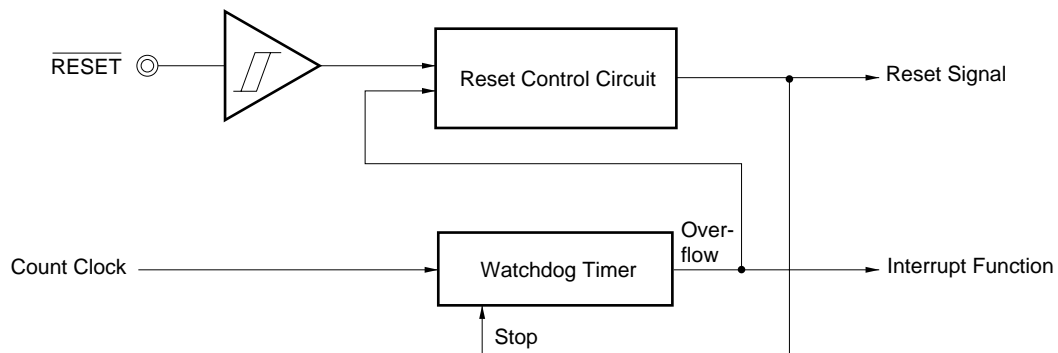 RESET
Reset Control Circuit
Reset Signal
Over-
flow
Count Clock
Watchdog Timer
Interrupt Function
Stop